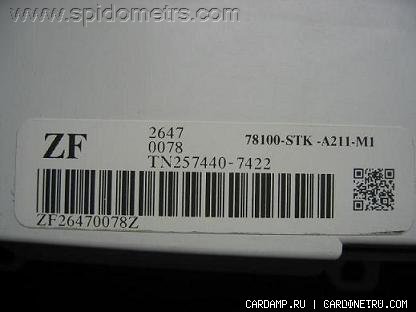 www.spidometrs.com
ZF
2647
0078
78100-STK -A211-M1
TN257440-7422
ZF26470078Z
CARDAMP.RU | CARDINETRU.COM